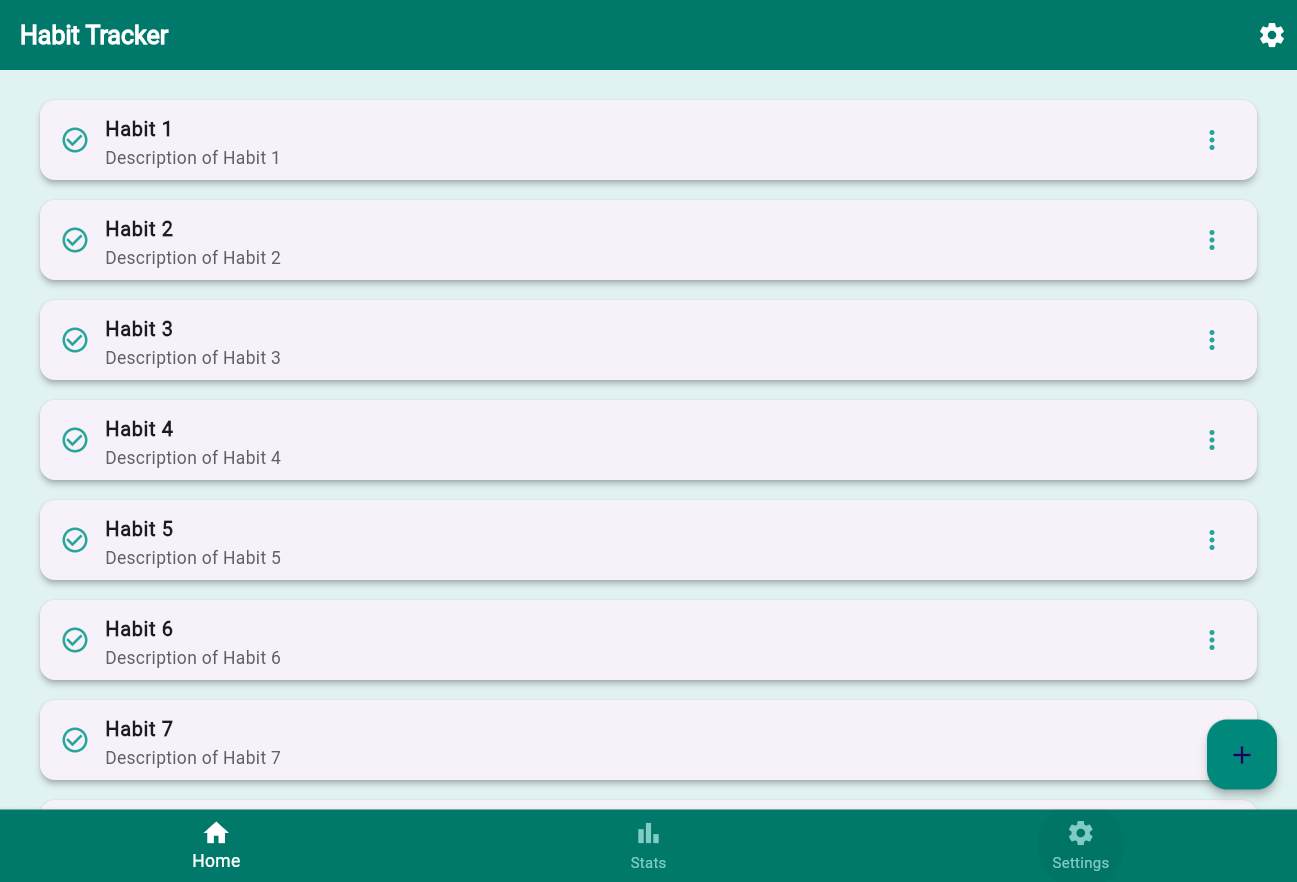 Habit Tracker
Habit 1
Description of Habit 1
Habit 2
Description of Habit 2
Habit 3
Description of Habit 3
Habit 4
Description of Habit 4
Habit 5
Description of Habit 5
Habit 6
Description of Habit 6
Habit 7
Description of Habit 7
Home
Stats
Settings